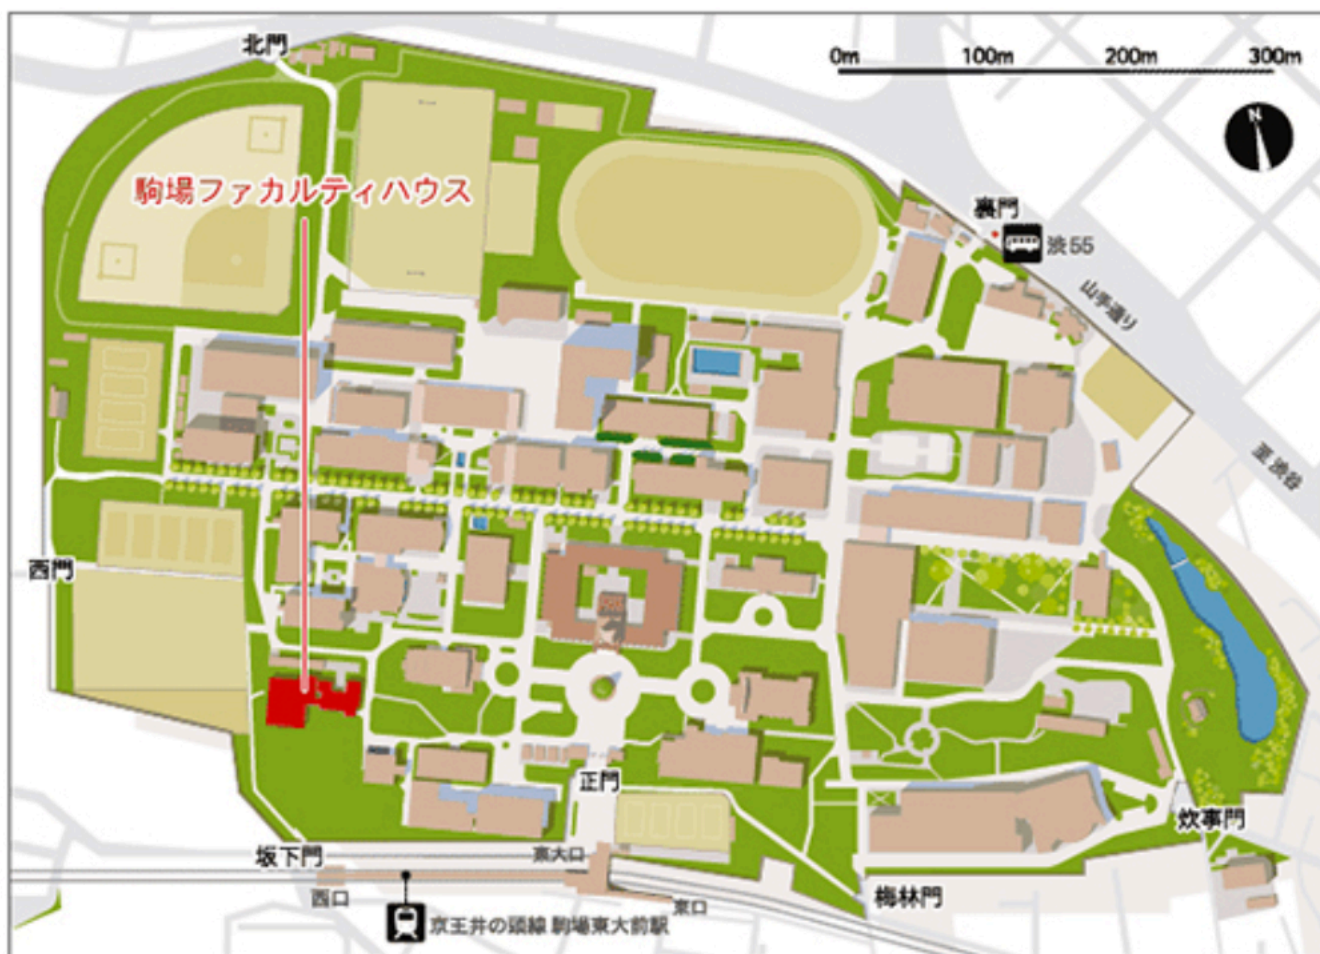 北門
0m 100m 200m 300m
N
駒場ファカルティハウス
裏門
渋55
山手通り
至 渋谷
西門
正門
炊事門
坂下門
東大口
西口
梅林門
東口
京王井の頭線 駒場東大前駅